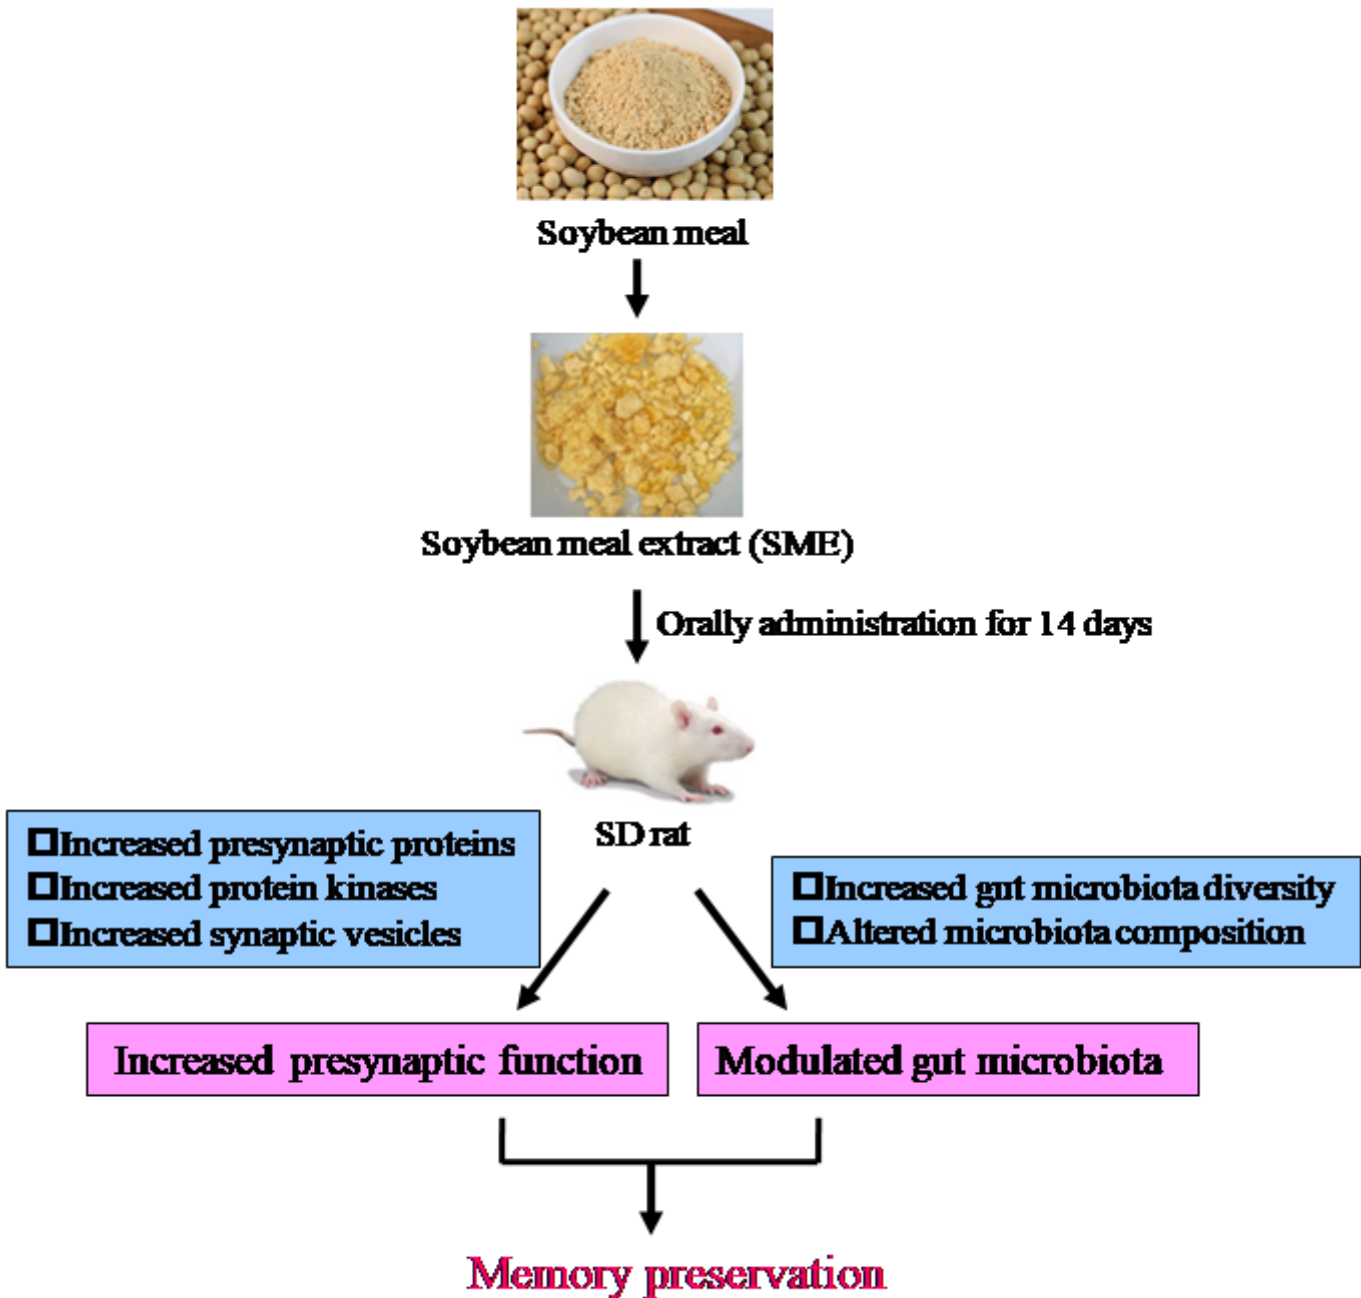 Soybean meal
Soybean meal extract (SME)
Orally administration for 14 days
SD rat
□Increased presynaptic proteins
□Increased protein kinases
□Increased synaptic vesicles
□Increased gut microbiota diversity
□Altered microbiota composition
Increased presynaptic function
Modulated gut microbiota
Memory preservation